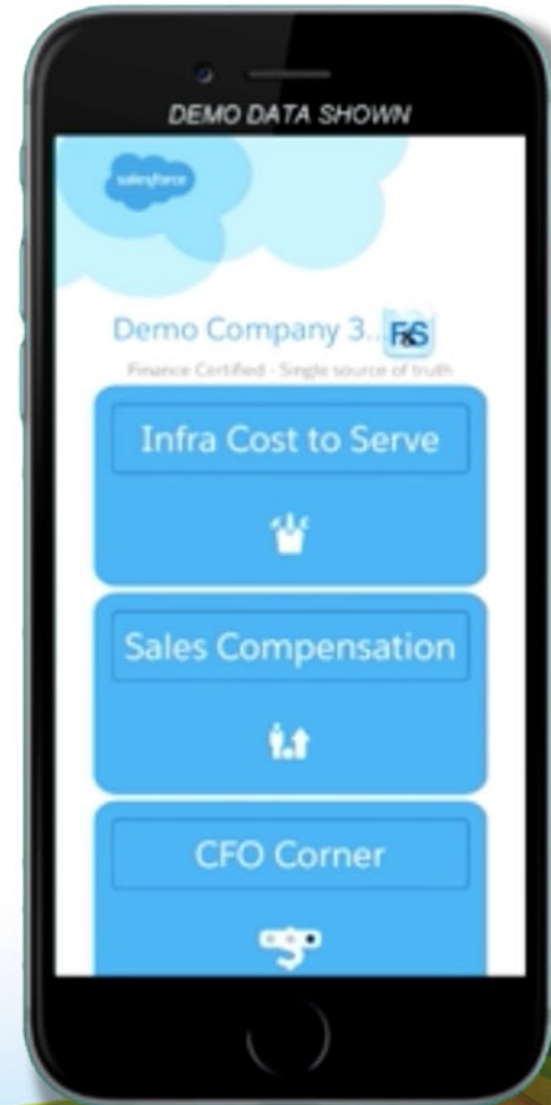 DEMO DATA SHOWN
salesforce
Demo Company 3... F&S
Finance Certified - Single source of truth
Infra Cost to Serve
Sales Compensation
CFO Corner